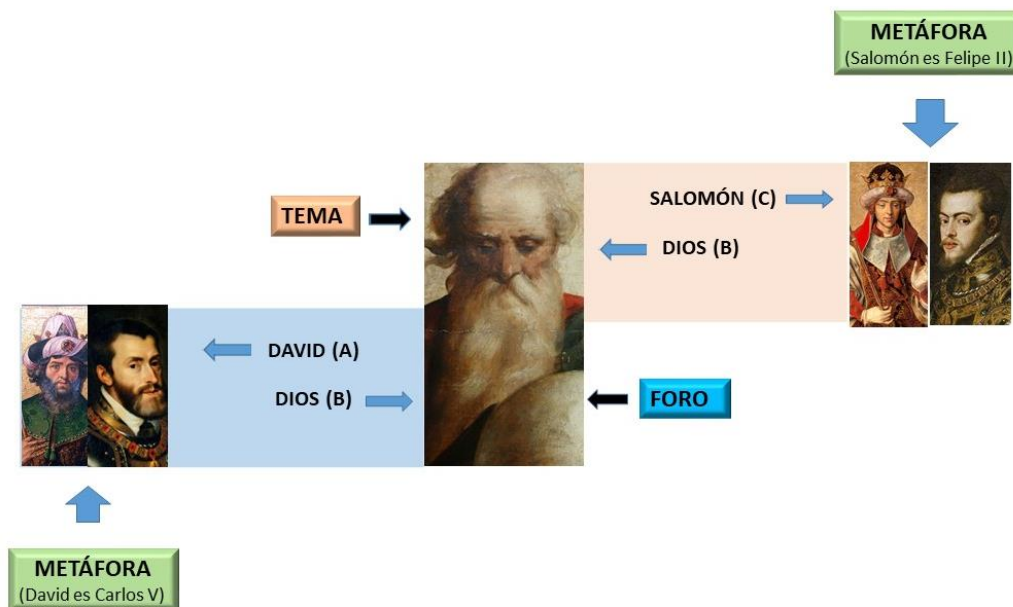 METÁFORA
(Salomón es Felipe II)
SALOMÓN (C)
TEMA
DIOS (B)
DAVID (A)
DIOS (B)
FORO
METÁFORA
(David es Carlos V)